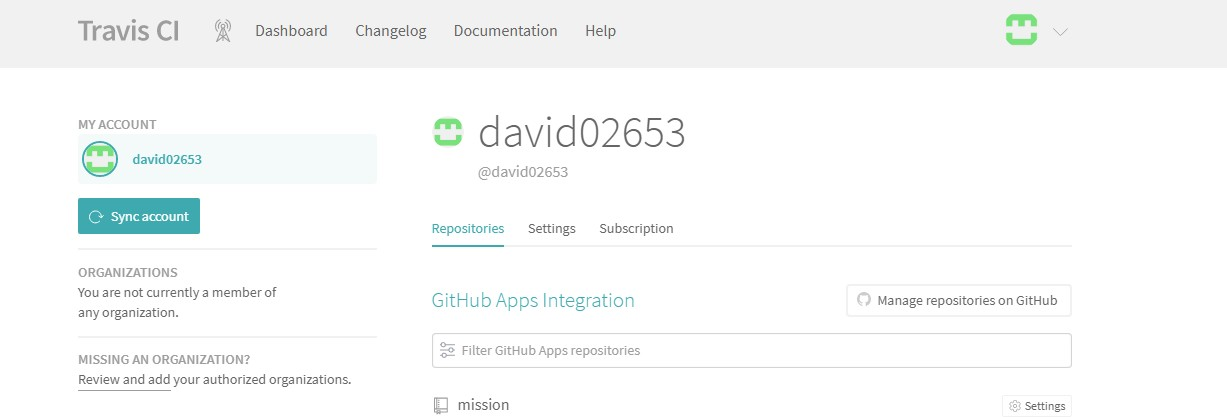 Travis CI
Dashboard
Changelog
Documentation
Help
MY ACCOUNT
david02653
Sync account
ORGANIZATIONS
You are not currently a member of
any organization.
MISSING AN ORGANIZATION?
Review and add your authorized organizations.
david02653
@david02653
Repositories
Settings
Subscription
GitHub Apps Integration
Manage repositories on GitHub
Filter GitHub Apps repositories
mission
Settings